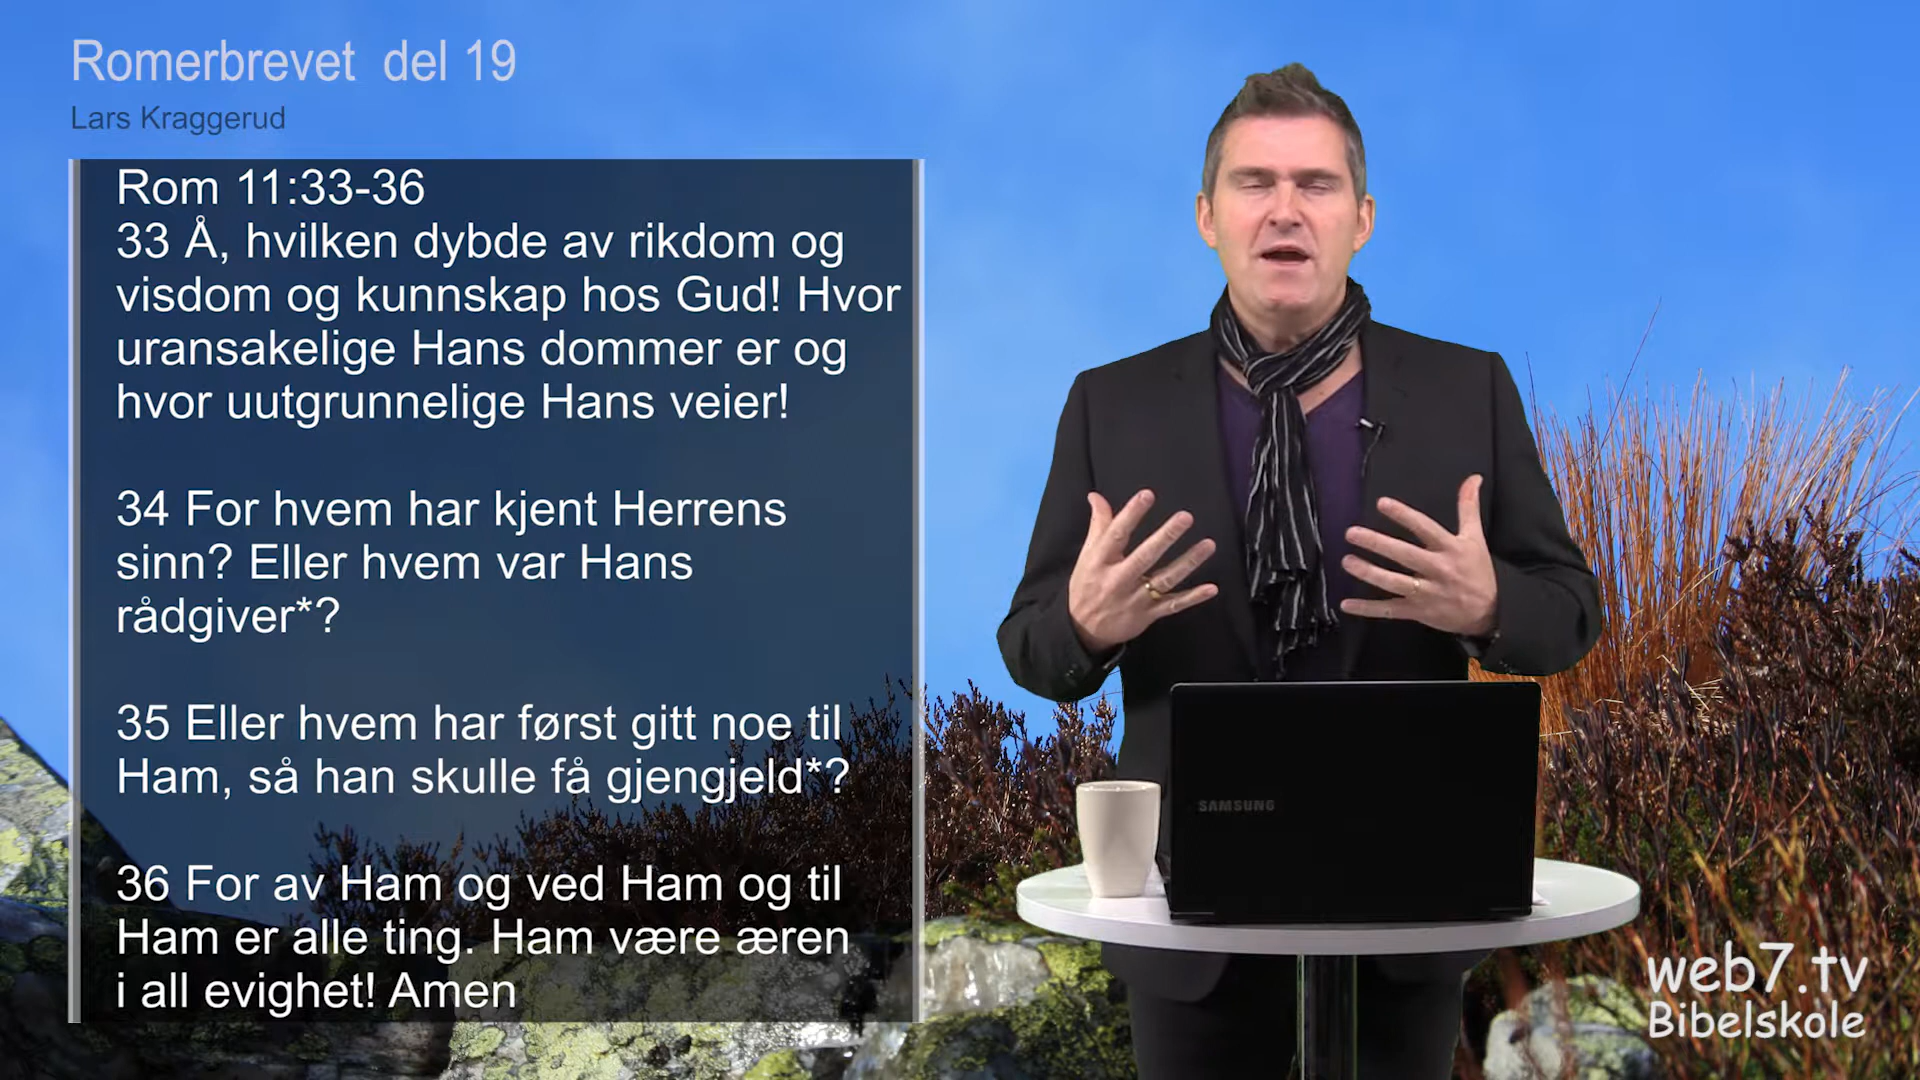 Romerbrevet del 19
Lars Kraggerud
Rom 11:33-36
33 Å, hvilken dybde av rikdom og
visdom og kunnskap hos Gud! Hvor
uransakelige Hans dommer er og
hvor uutgrunnelige Hans veier!
34 For hvem har kjent Herrens
sinn? Eller hvem var Hans
rådgiver*?
35 Eller hvem har først gitt noe til
Ham, så han skulle få gjengjeld*?
36 For av Ham og ved Ham og til
Ham er alle ting. Ham være æren
i all evighet! Amen
SAMSUNG
web7.tv
Bibelskole